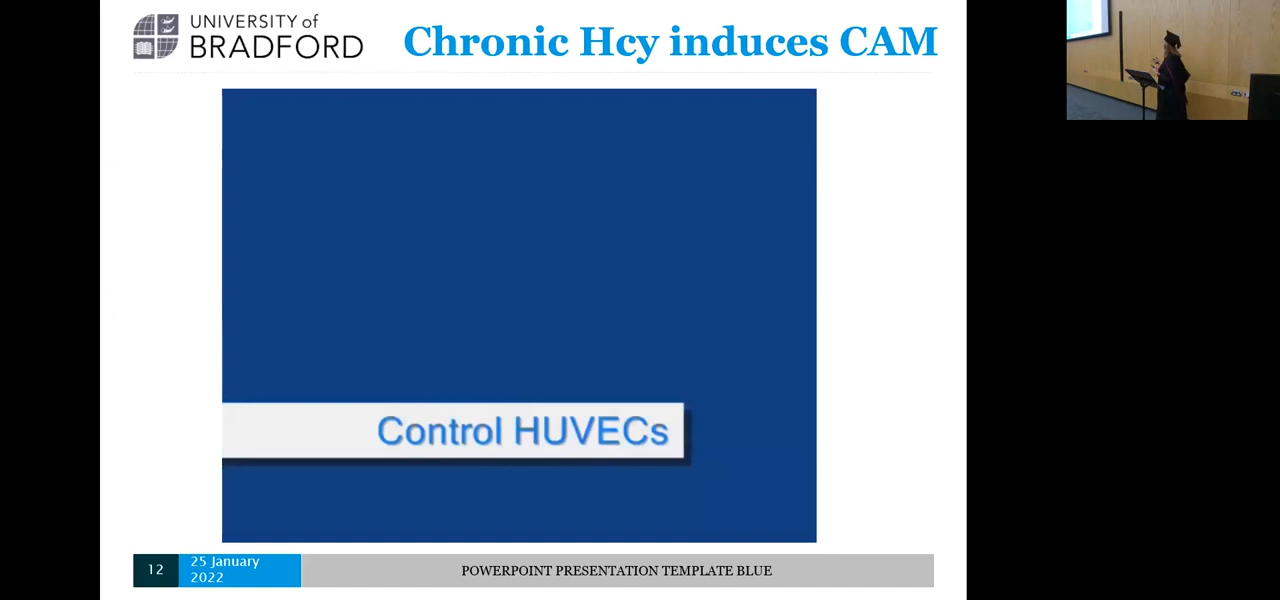 UNIVERSITY of
BRADFORD
Chronic Hcy induces CAM
Control HUVECs
12
25 January
2022
POWERPOINT PRESENTATION TEMPLATE BLUE